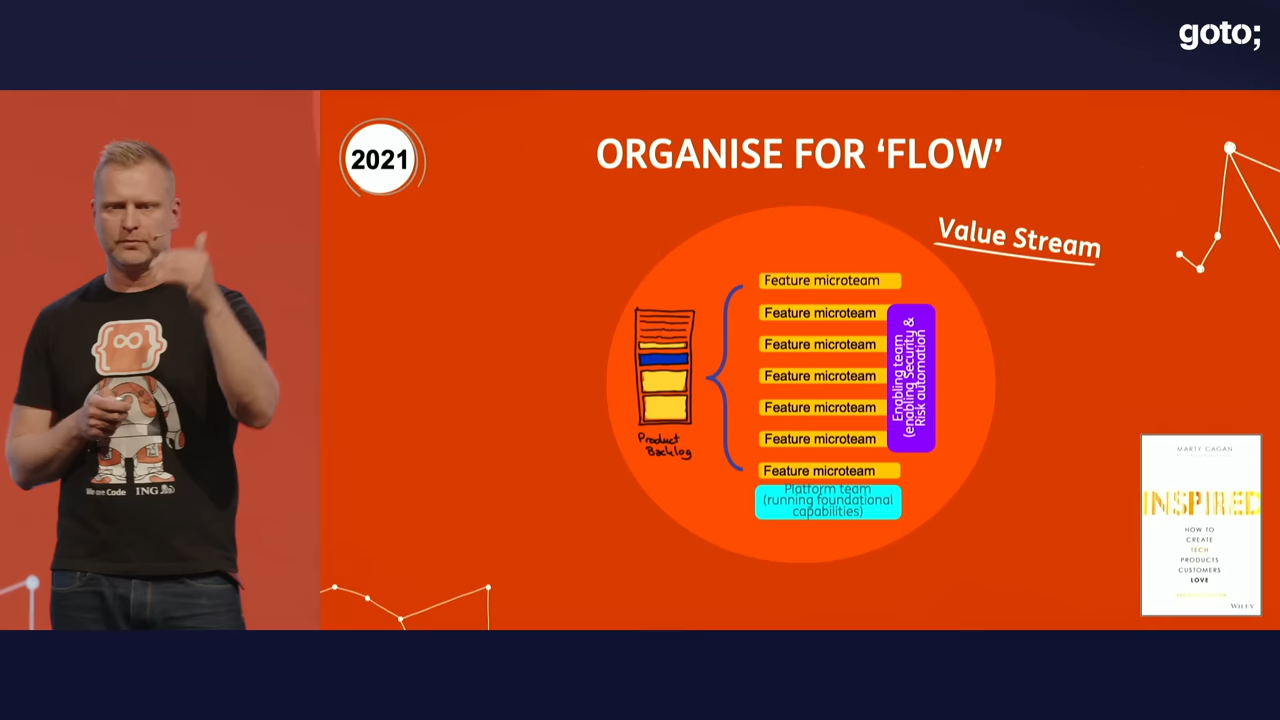 goto;
2021
ORGANISE FOR ‘FLOW’
Value Stream
Feature microteam
Feature microteam
Feature microteam
Feature microteam
Feature microteam
Feature microteam
Feature microteam
Enabling team
(enabling Security &
Risk automation
Product
Backlog
Platform team
(running foundational
capabilities)
We are Code ING
MARTY CAGAN
INSPIRED
HOW TO
CREATE
TECH
PRODUCTS
CUSTOMERS
LOVE
WILEY